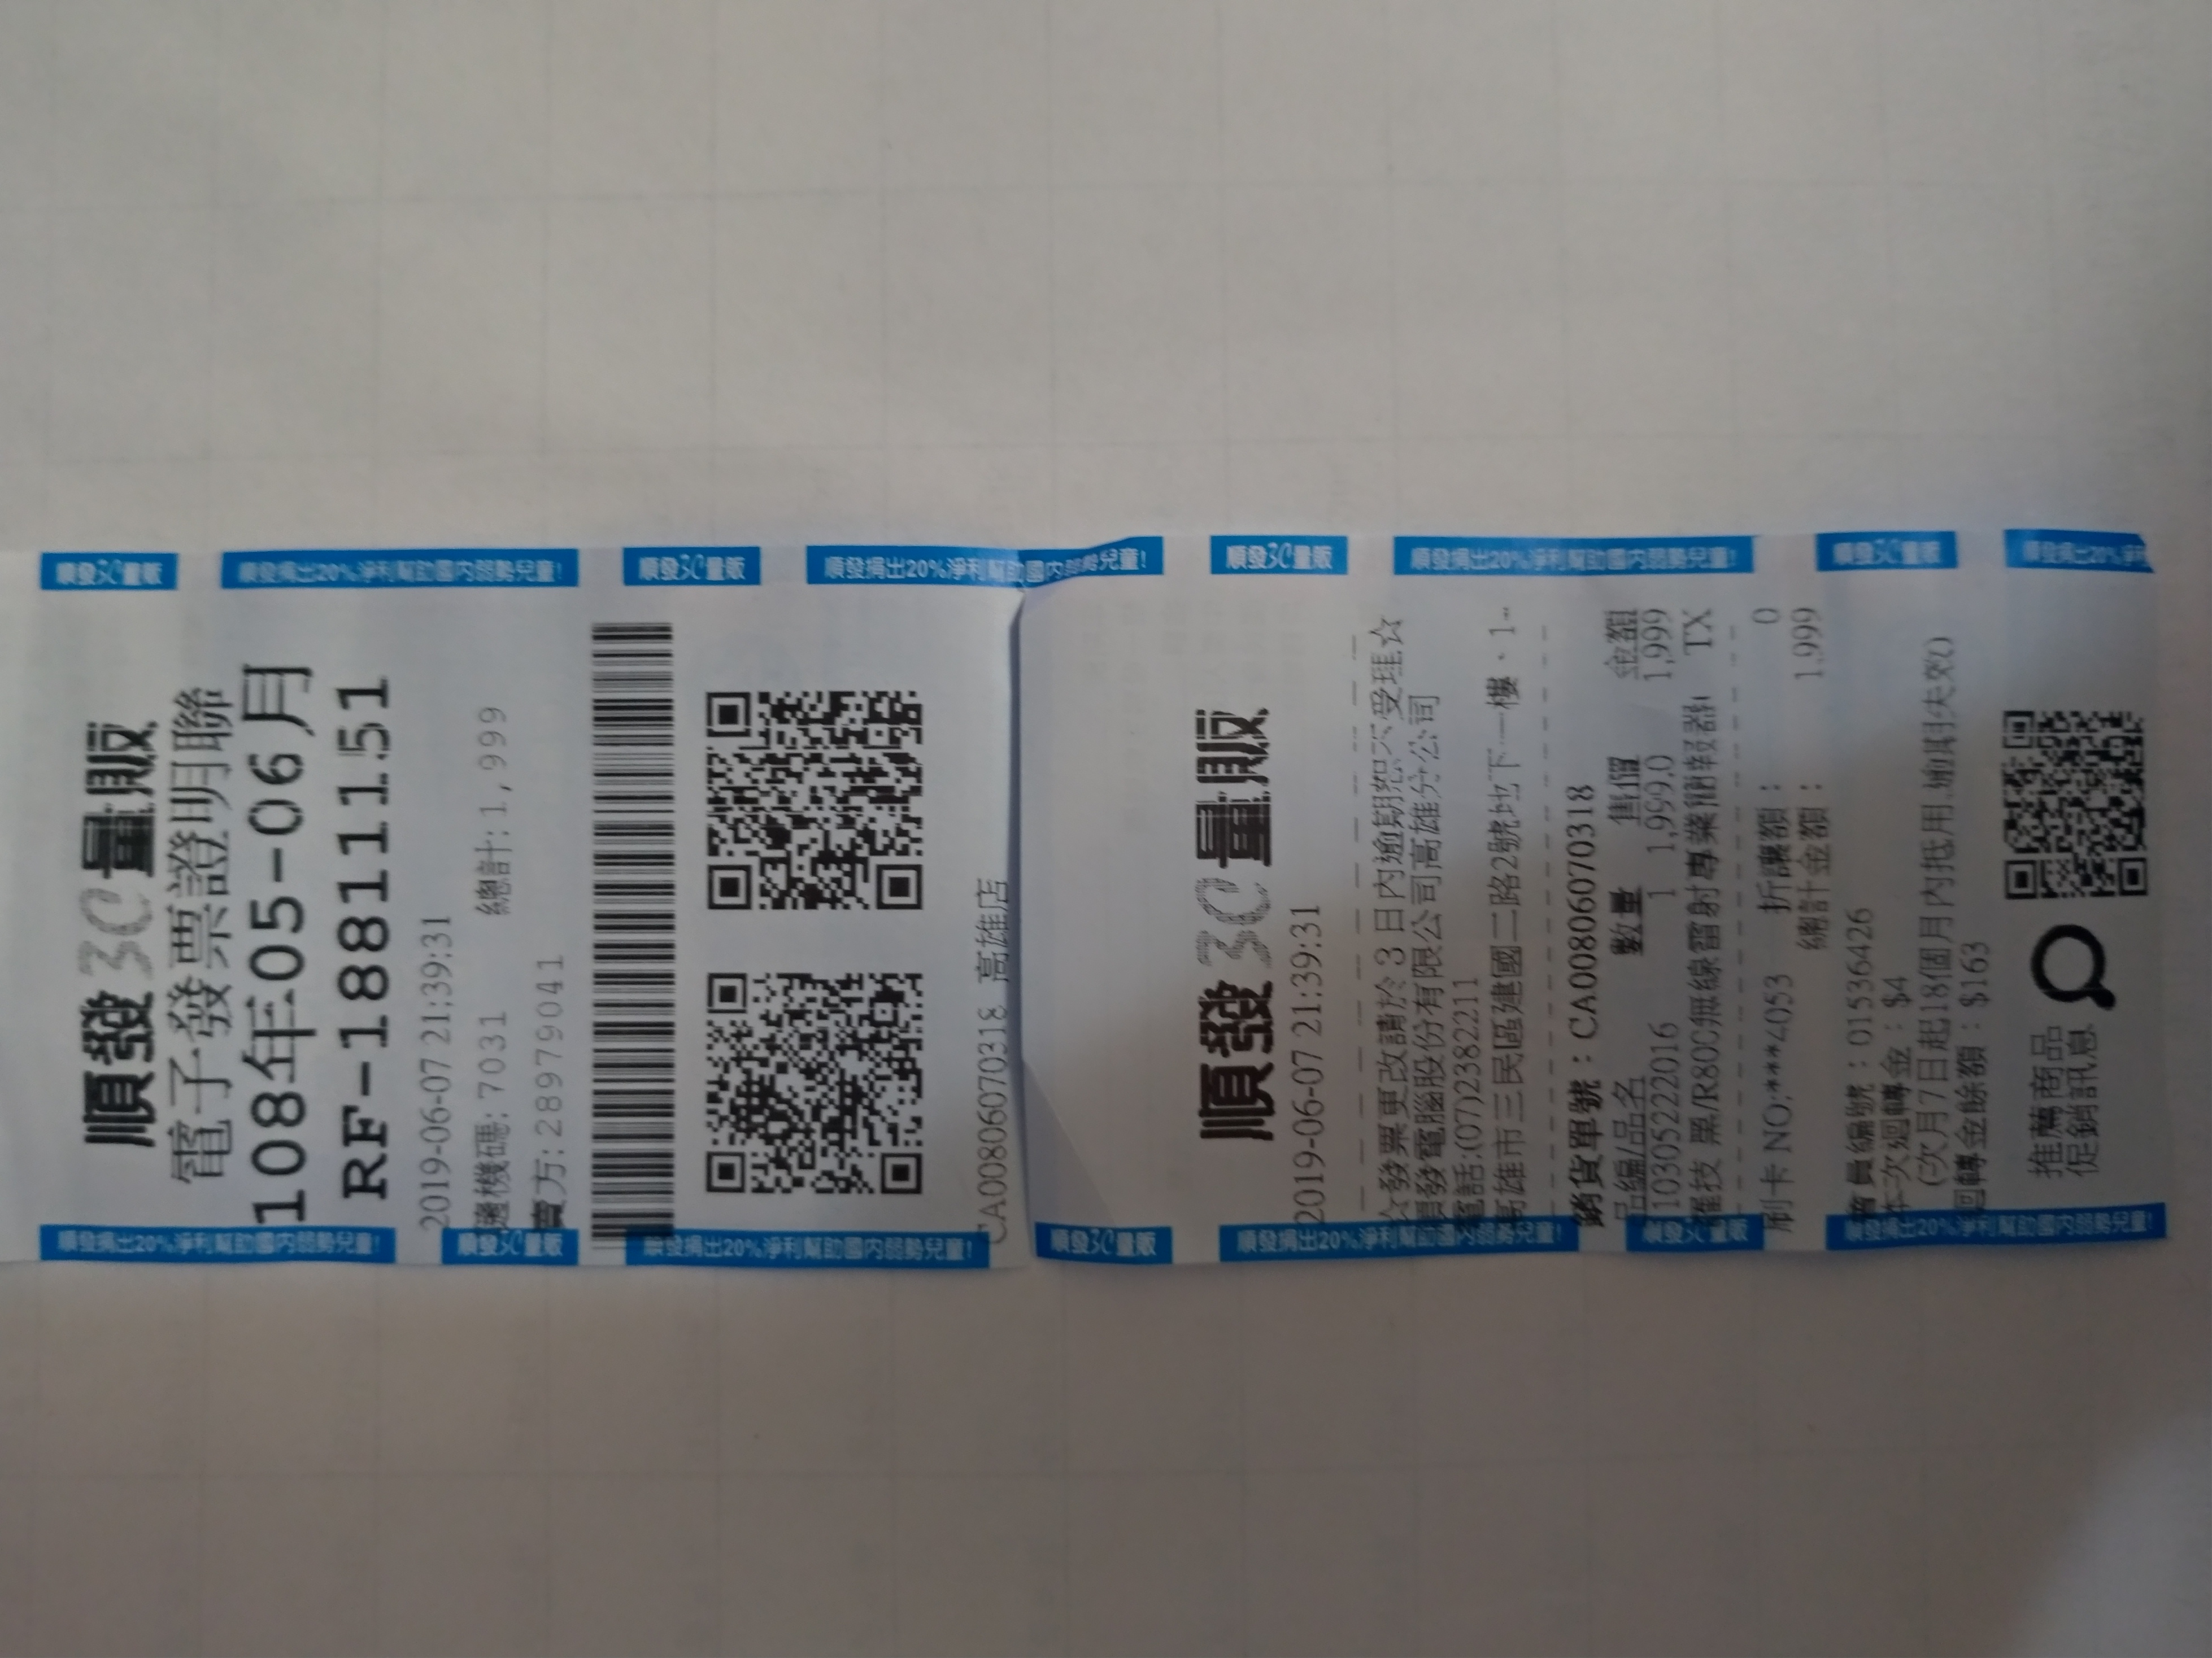 順發3C量販
電子發票證明聯
108年05-06月
RF-18811151
2019-06-07 21:39:31
隨機碼:7031 總計:1,999
賣方:28979041
CA00806070318 高雄店
順發3C量販
2019-06-07 21:39:31
☆發票更改請於3日內逾期恕不受理☆
順發電腦股份有限公司高雄分公司
電話:(07)2382211
高雄市三民區建國二路2號地下一樓、1-
銷貨單號:CA00806070318
品編/品名 數量 售價 金額
10305222016 1 1,999.0 1,999
羅技 黑/R800無線雷射專業簡報器( TX
刷卡 NO:***4053 折讓額: 0
總計金額: 1,999
會員編號:01536426
本次迴轉金:$4
(次月7日起18個月內抵用,逾期失效)
迴轉金餘額:$163
推薦商品
促銷訊息
順發3C量販
順發捐出20%淨利幫助國內弱勢兒童!